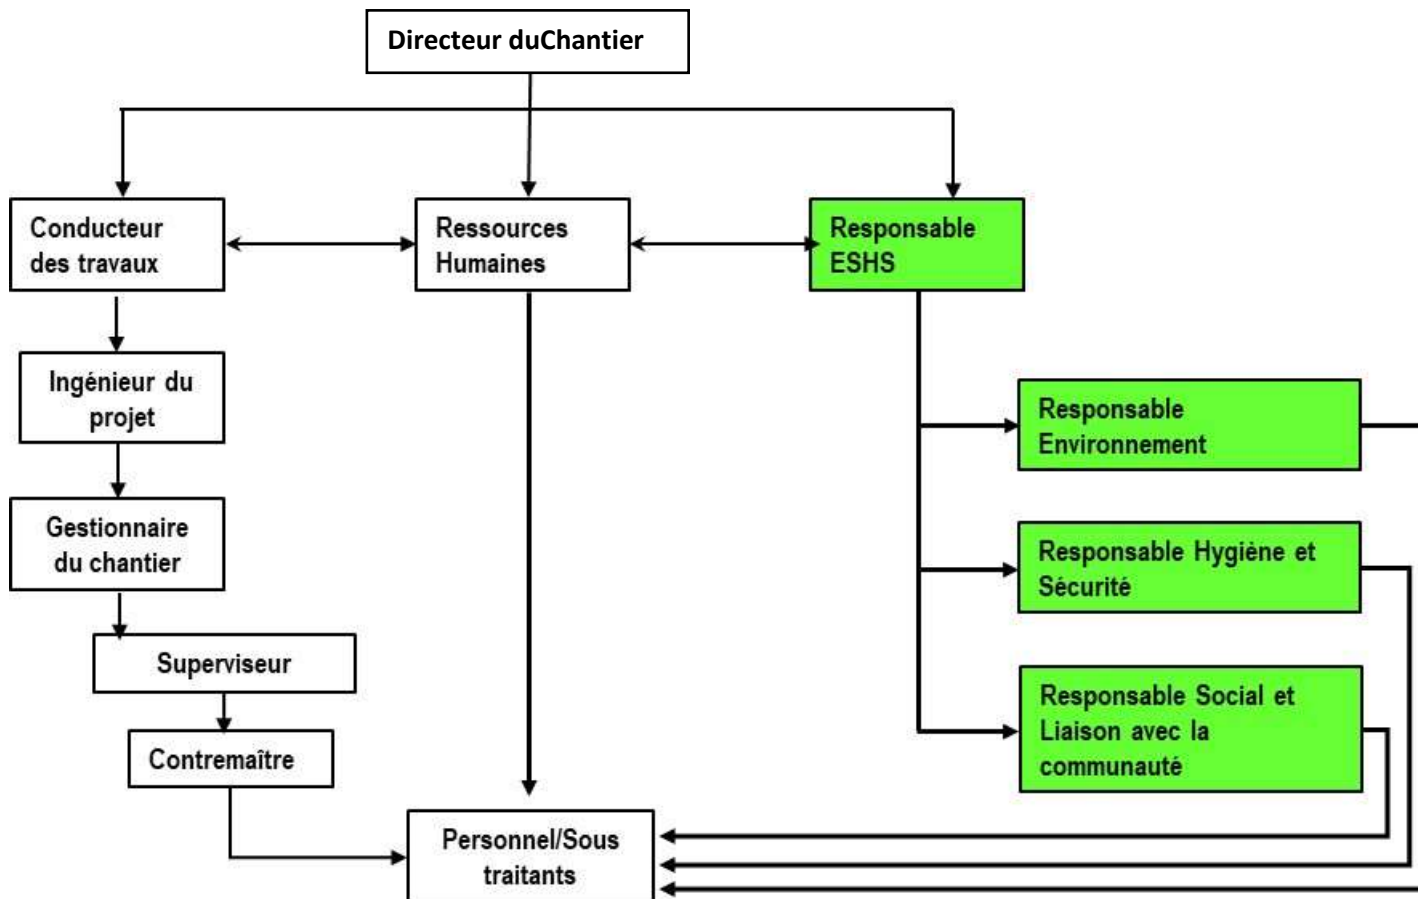 Directeur duChantier
Conducteur
des travaux
Ressources
Humaines
Responsable
ESHS
Ingénieur du
projet
Responsable
Environnement
Gestionnaire
du chantier
Responsable Hygiène et
Sécurité
Superviseur
Responsable Social et
Liaison avec la
communauté
Contremaître
Personnel/Sous
traitants